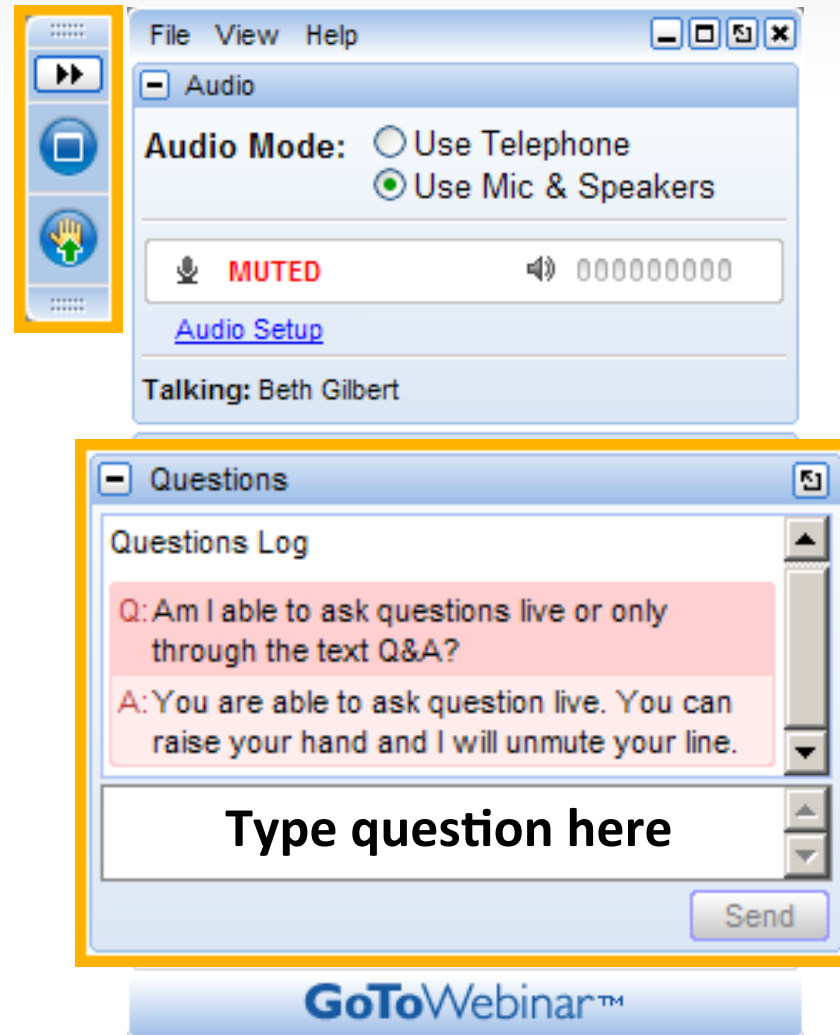 File View Help
Audio
Audio Mode: Use Telephone
Use Mic & Speakers
MUTED 000000000
Audio Setup
Talking: Beth Gilbert
Questions
Questions Log
Q: Am I able to ask questions live or only
through the text Q&A?
A: You are able to ask question live. You can
raise your hand and I will unmute your line.
Type question here
Send
GoToWebinar™